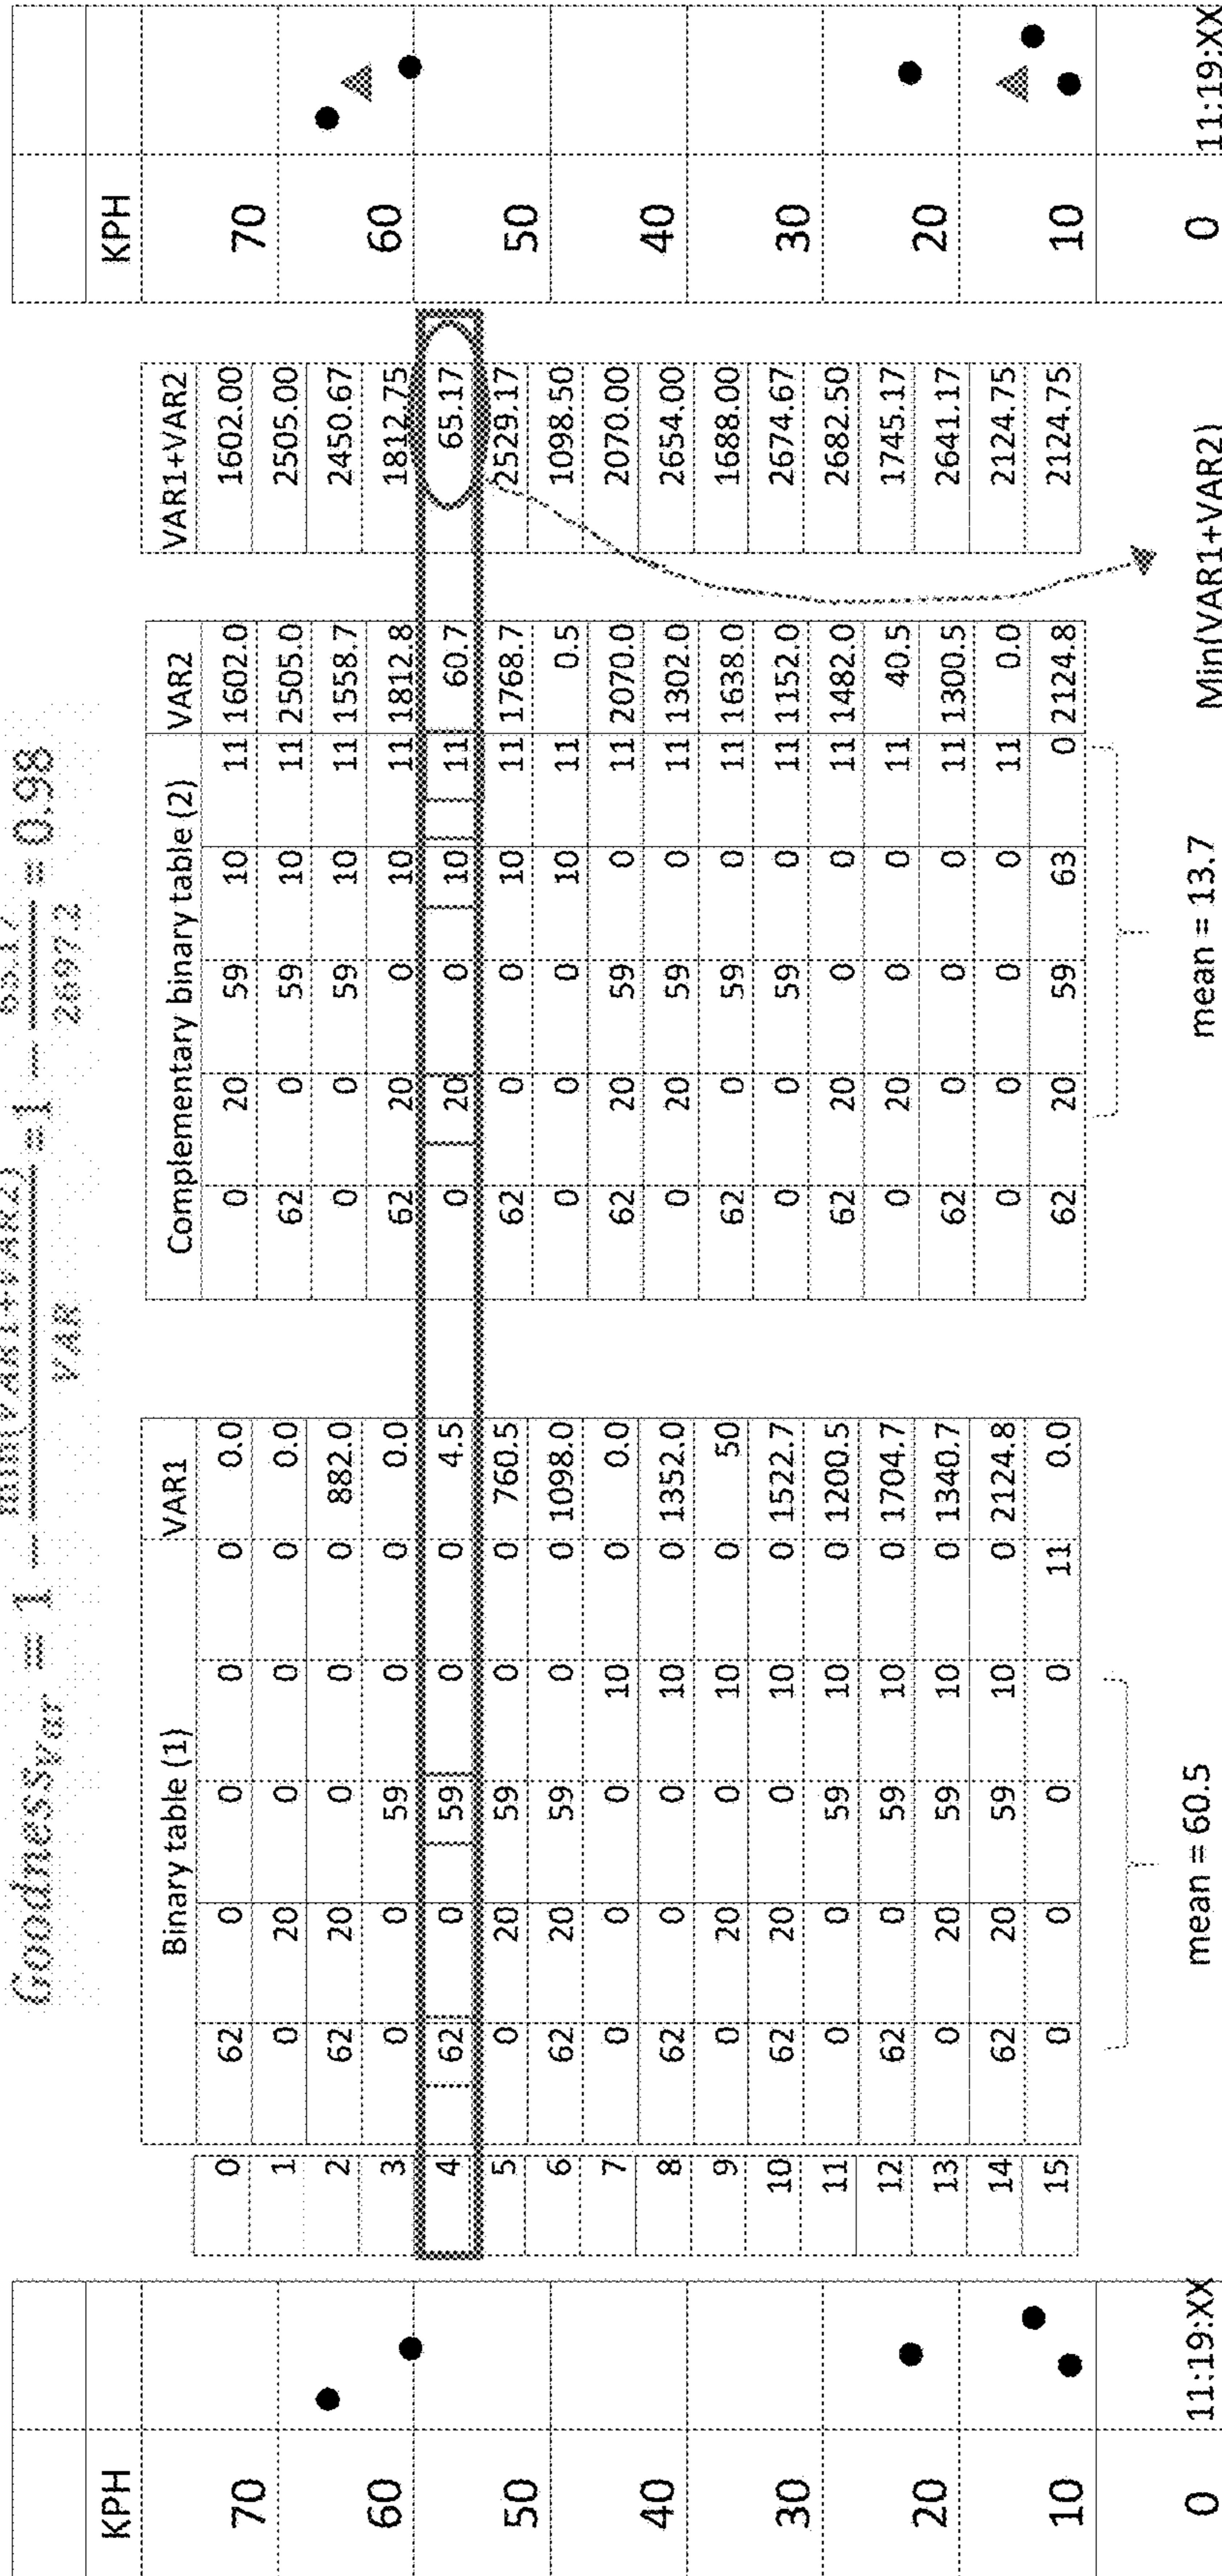 Goodness_var = 1 - min(VAR1+VAR2) / VAR = 1 - 65.17 / 2697.2 = 0.98
KPH
70
60
50
40
30
20
10
0 11:19:XX
Binary table (1) VAR1 Complementary binary table (2) VAR2 VAR1+VAR2
0 62 0 0 0 0 0.0 0 20 59 10 11 1602.0 1602.00
1 0 20 0 0 0 0.0 62 0 59 10 11 2505.0 2505.00
2 62 20 0 0 0 882.0 0 0 59 10 11 1558.7 2450.67
3 0 0 59 0 0 0.0 62 20 0 10 11 1812.8 1812.75
4 62 0 59 0 0 4.5 0 20 0 10 11 60.7 65.17
5 0 20 59 0 0 760.5 62 0 0 10 11 1768.7 2529.17
6 62 20 59 0 0 1098.0 0 0 0 10 11 0.5 1098.50
7 0 0 0 10 0 0.0 62 20 59 0 11 2070.0 2070.00
8 62 0 0 10 0 1352.0 0 20 59 0 11 1302.0 2654.00
9 0 20 0 10 0 50 62 0 59 0 11 1638.0 1688.00
10 62 20 0 10 0 1522.7 0 0 59 0 11 1152.0 2674.67
11 0 0 59 10 0 1200.5 62 20 0 0 11 1482.0 2682.50
12 62 0 59 10 0 1704.7 0 20 0 0 11 40.5 1745.17
13 0 20 59 10 0 1340.7 62 0 0 0 11 1300.5 2641.17
14 62 20 59 10 0 2124.8 0 0 0 0 11 0.0 2124.75
15 0 0 0 0 11 0.0 62 20 59 63 0 2124.8 2124.75
mean = 60.5 mean = 13.7 Min(VAR1+VAR2)
KPH
70
60
50
40
30
20
10
0 11:19:XX